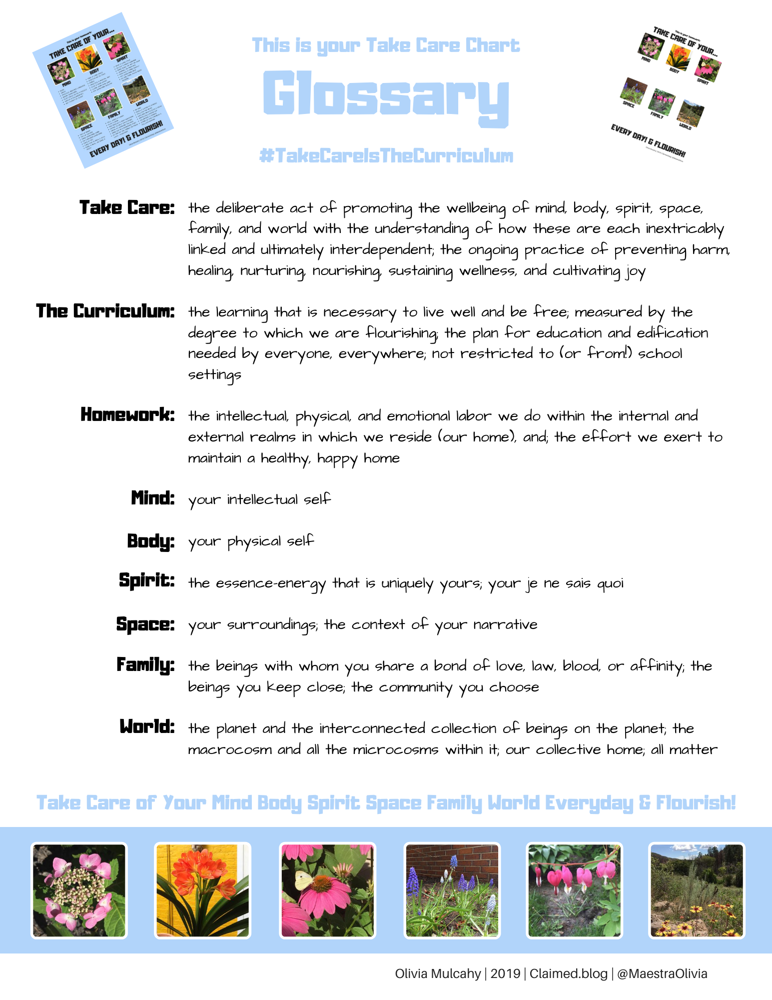 This is your homework:
TAKE CARE OF YOUR...
MIND
BODY
SPIRIT
SPACE
FAMILY
WORLD
EVERY DAY! & FLOURISH!
This is your Take Care Chart
Glossary
#TakeCareIsTheCurriculum
This is your homework:
TAKE CARE OF YOUR...
MIND
BODY
SPIRIT
SPACE
FAMILY
WORLD
EVERY DAY! & FLOURISH!
Take Care: the deliberate act of promoting the wellbeing of mind, body, spirit, space,
family, and world with the understanding of how these are each inextricably
linked and ultimately interdependent; the ongoing practice of preventing harm,
healing, nurturing, nourishing, sustaining wellness, and cultivating joy
The Curriculum: the learning that is necessary to live well and be free; measured by the
degree to which we are flourishing; the plan for education and edification
needed by everyone, everywhere; not restricted to (or from!) school
settings
Homework: the intellectual, physical, and emotional labor we do within the internal and
external realms in which we reside (our home), and; the effort we exert to
maintain a healthy, happy home
Mind: your intellectual self
Body: your physical self
Spirit: the essence-energy that is uniquely yours; your je ne sais quoi
Space: your surroundings; the context of your narrative
Family: the beings with whom you share a bond of love, law, blood, or affinity; the
beings you keep close; the community you choose
World: the planet and the interconnected collection of beings on the planet; the
macrocosm and all the microcosms within it; our collective home; all matter
Take Care of Your Mind Body Spirit Space Family World Everyday & Flourish!
Olivia Mulcahy | 2019 | Claimed.blog | @MaestraOlivia